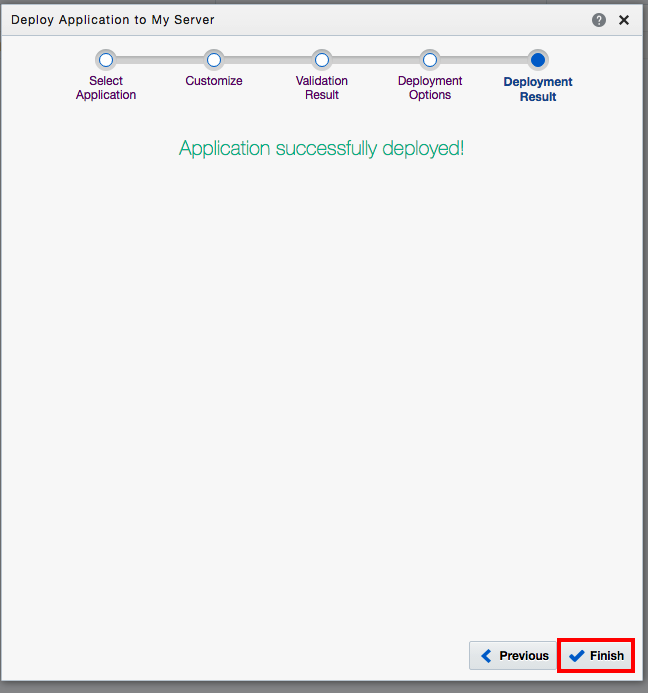 Deploy Application to My Server
?
Select
Application
Customize
Validation
Result
Deployment
Options
Deployment
Result
Application successfully deployed!
Previous
Finish